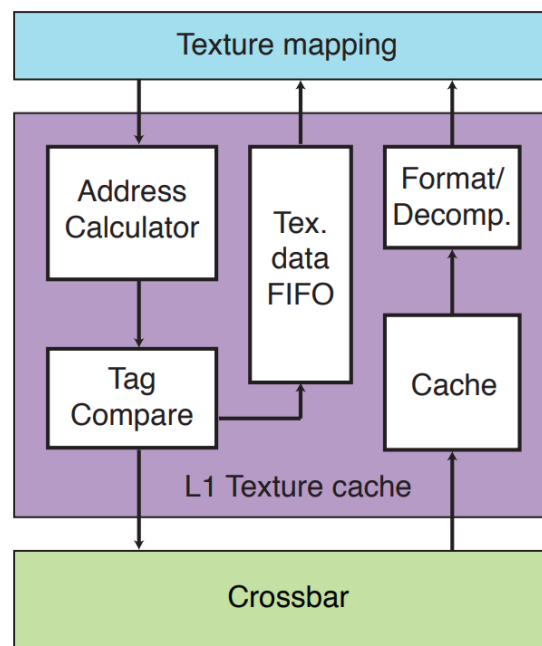 Texture mapping
Address
Calculator
Tex.
data
FIFO
Format/
Decomp.
Tag
Compare
Cache
L1 Texture cache
Crossbar